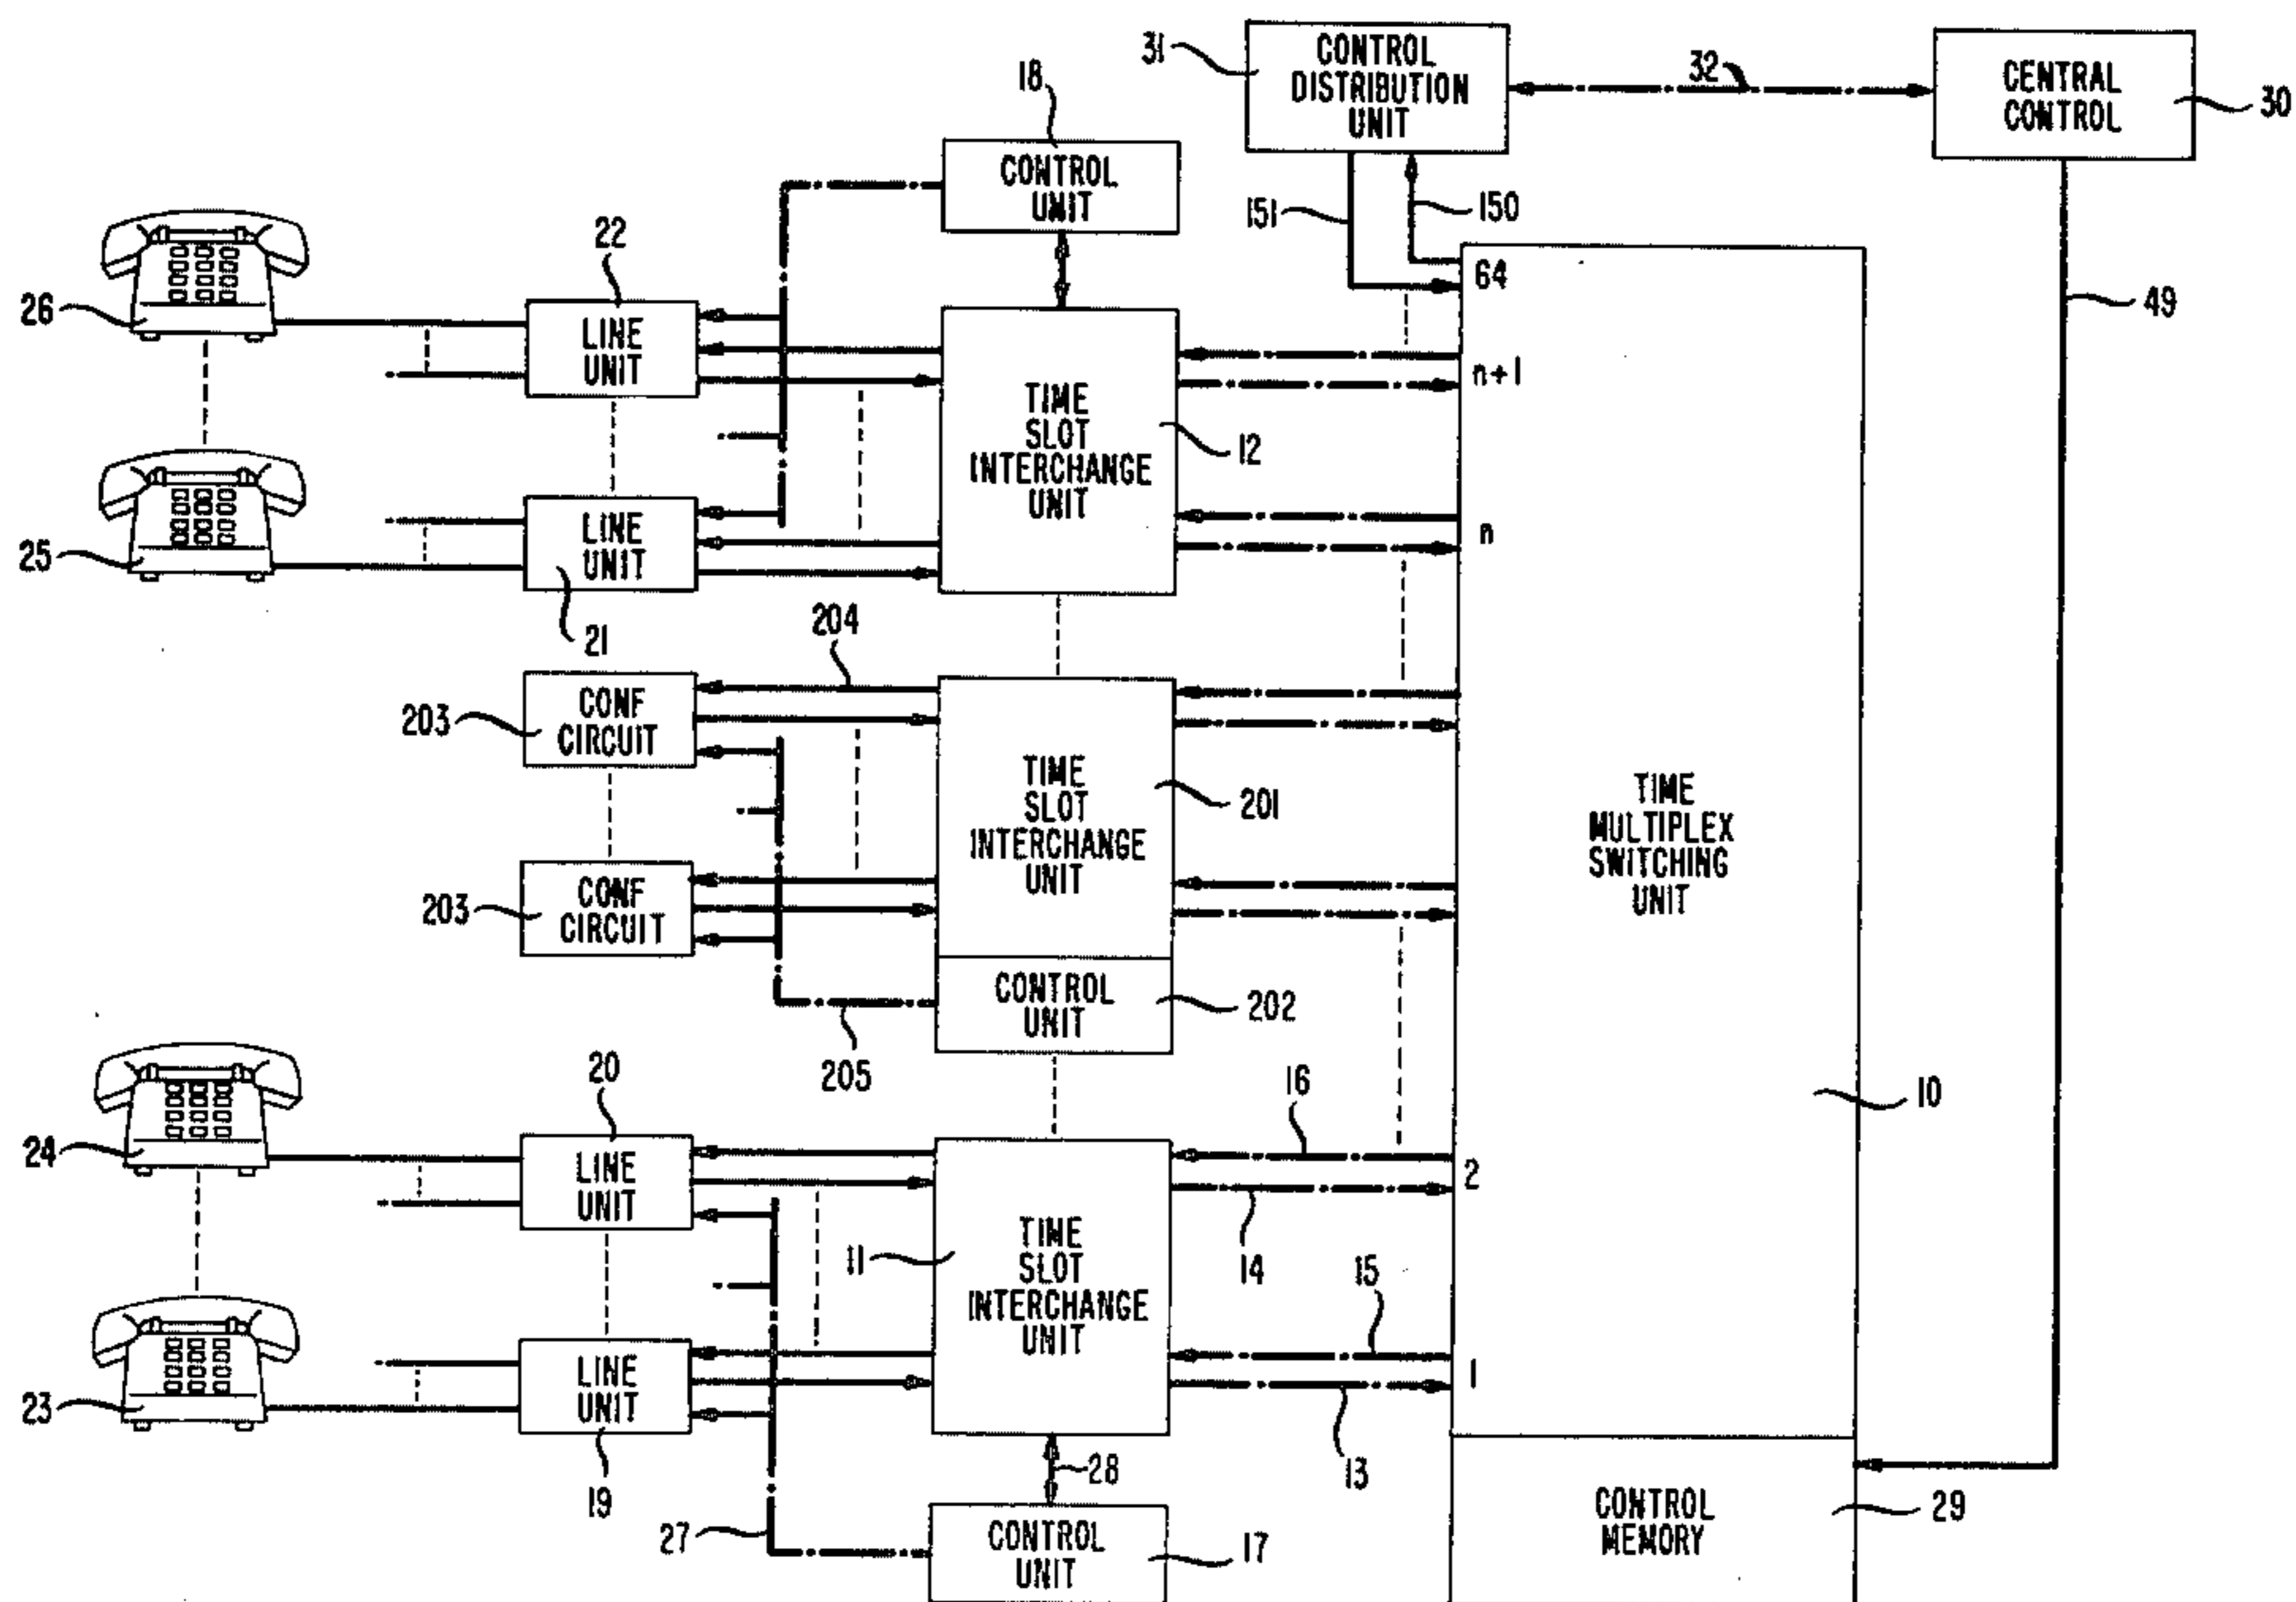 31
CONTROL
DISTRIBUTION
UNIT
32
CENTRAL
CONTROL
30
18
CONTROL
UNIT
151
150
22
26
LINE
UNIT
64
49
n+1
TIME
SLOT
INTERCHANGE
UNIT
12
25
LINE
UNIT
n
21
204
203
CONF
CIRCUIT
TIME
SLOT
INTERCHANGE
UNIT
201
TIME
MULTIPLEX
SWITCHING
UNIT
203
CONF
CIRCUIT
CONTROL
UNIT
202
205
20
16
10
24
LINE
UNIT
2
11
TIME
SLOT
INTERCHANGE
UNIT
14
15
23
LINE
UNIT
1
13
19
28
27
CONTROL
UNIT
17
CONTROL
MEMORY
29